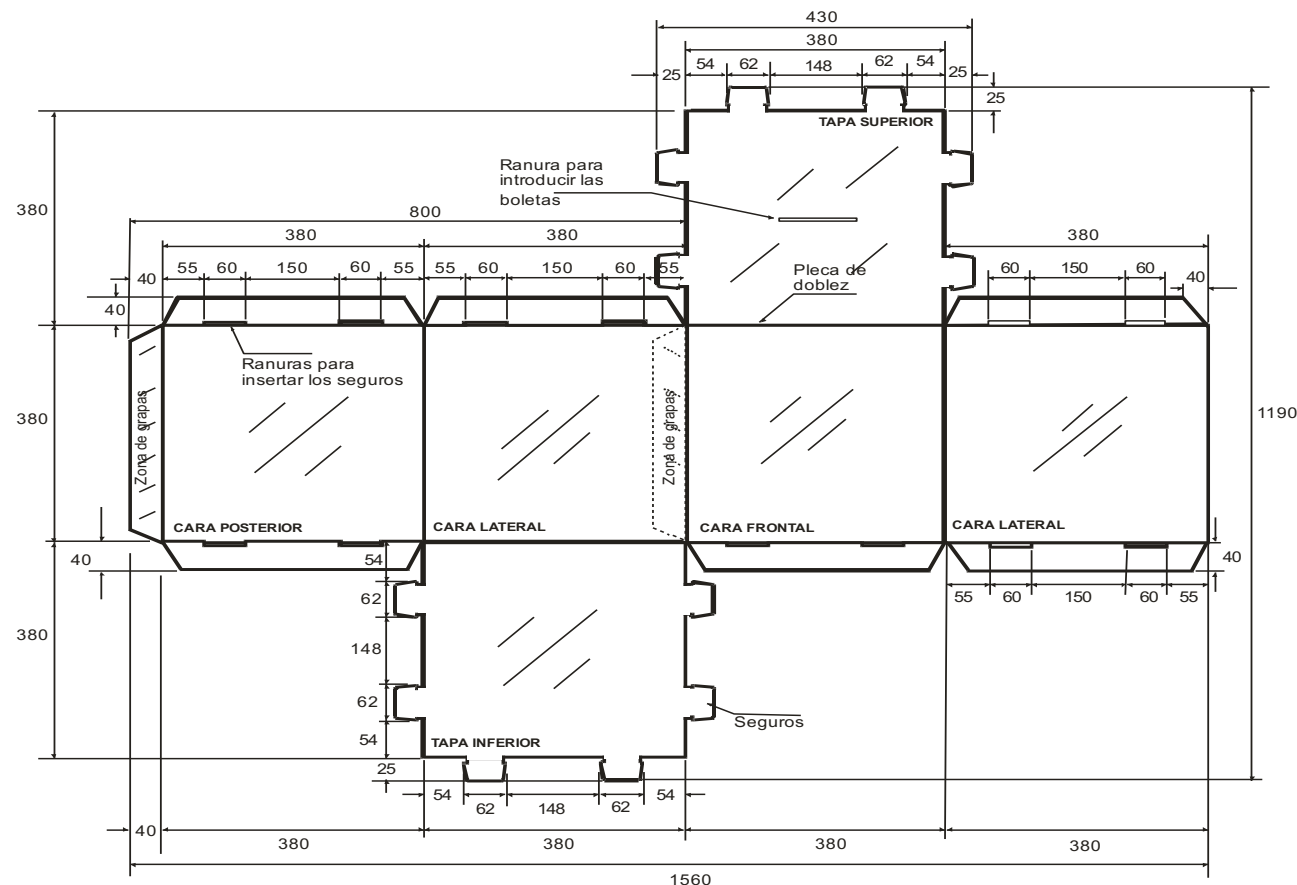 430
380
54 62 148 62 54
25 25
25
TAPA SUPERIOR
Ranura para
introducir las
boletas
380
800
380 380 380
40 55 60 150 60 55 55 60 150 60 55 60 150 60 40
40
Pleca de
doblez
Ranuras para
insertar los seguros
380
Zona de grapas
Zona de grapas
1190
CARA POSTERIOR
CARA LATERAL
CARA FRONTAL
CARA LATERAL
40
40
54
62
148
62
54
25
55 60 150 60 55
380
Seguros
TAPA INFERIOR
54 62 148 62 54
40 380 380 380 380
1560